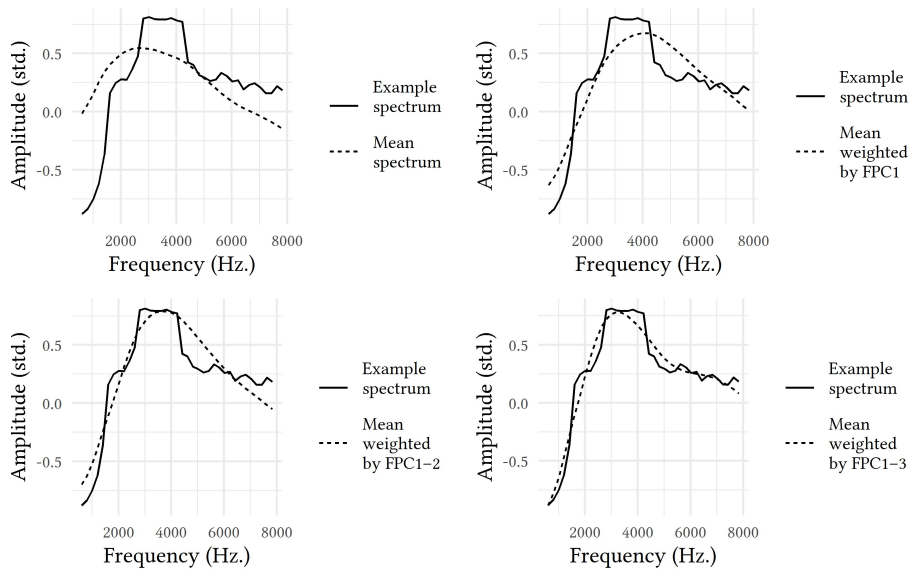 0.5
0.0
-0.5
Amplitude (std.)
2000 4000 6000 8000
Frequency (Hz.)
Example
spectrum
Mean
spectrum
0.5
0.0
-0.5
Amplitude (std.)
2000 4000 6000 8000
Frequency (Hz.)
Example
spectrum
Mean
weighted
by FPC1
0.5
0.0
-0.5
Amplitude (std.)
2000 4000 6000 8000
Frequency (Hz.)
Example
spectrum
Mean
weighted
by FPC1−2
0.5
0.0
-0.5
Amplitude (std.)
2000 4000 6000 8000
Frequency (Hz.)
Example
spectrum
Mean
weighted
by FPC1−3